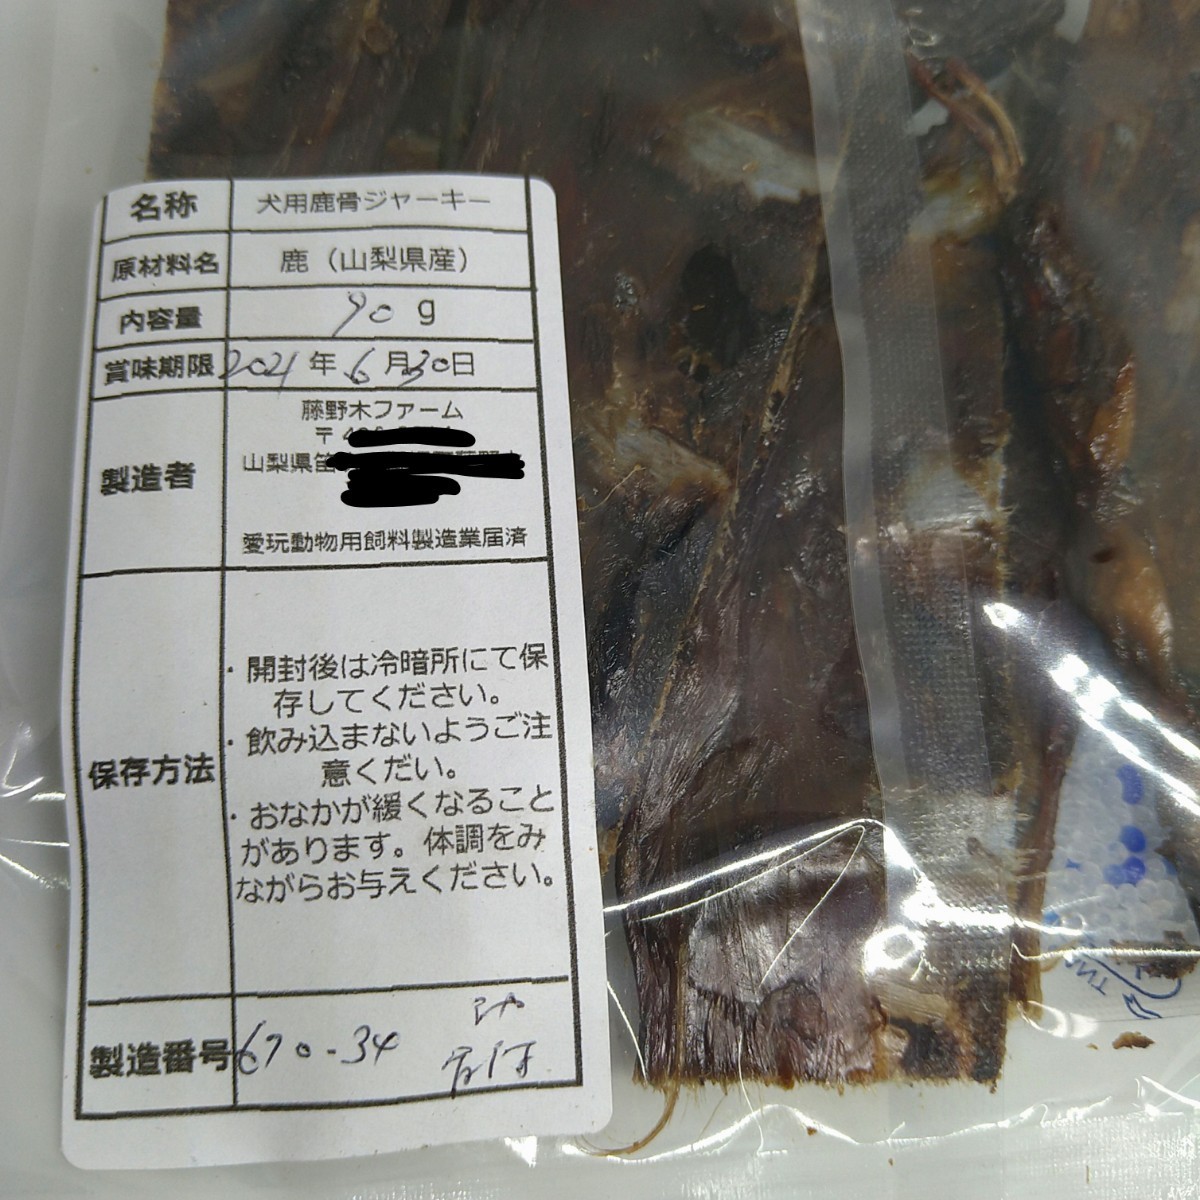 名称 犬用鹿骨ジャーキー
原材料名 鹿（山梨県産）
内容量 90 g
賞味期限 2021年6月30日
製造者 藤野木ファーム
〒4
山梨県笛
愛玩動物用飼料製造業届済
保存方法
・開封後は冷暗所にて保
存してください。
・飲み込まないようご注
意くだい。
・おなかが緩くなること
があります。体調をみ
ながらお与えください。
製造番号 670-34